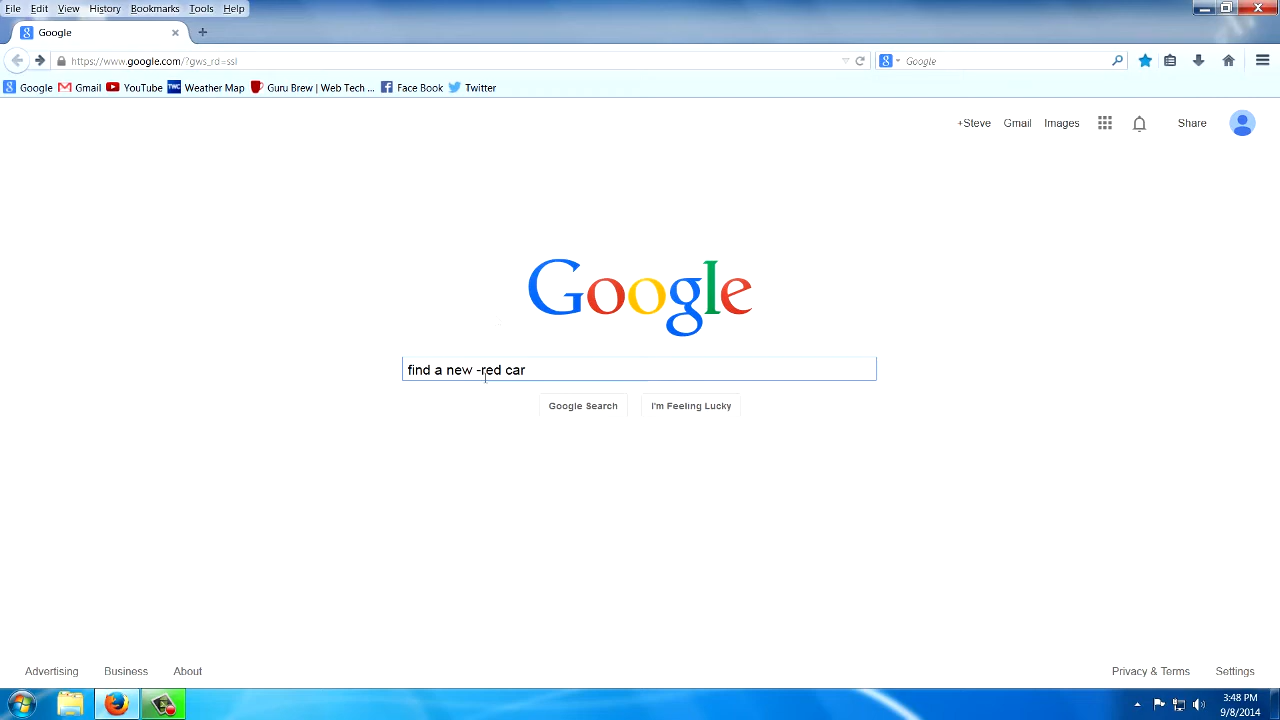 File Edit View History Bookmarks Tools Help
Google
https://www.google.com/?gws_rd=ssl
Google
Google Gmail YouTube TWC Weather Map Guru Brew | Web Tech ... Face Book Twitter
+Steve Gmail Images Share
Google
find a new -red car
Google Search I'm Feeling Lucky
Advertising Business About Privacy & Terms Settings
3:48 PM
9/8/2014